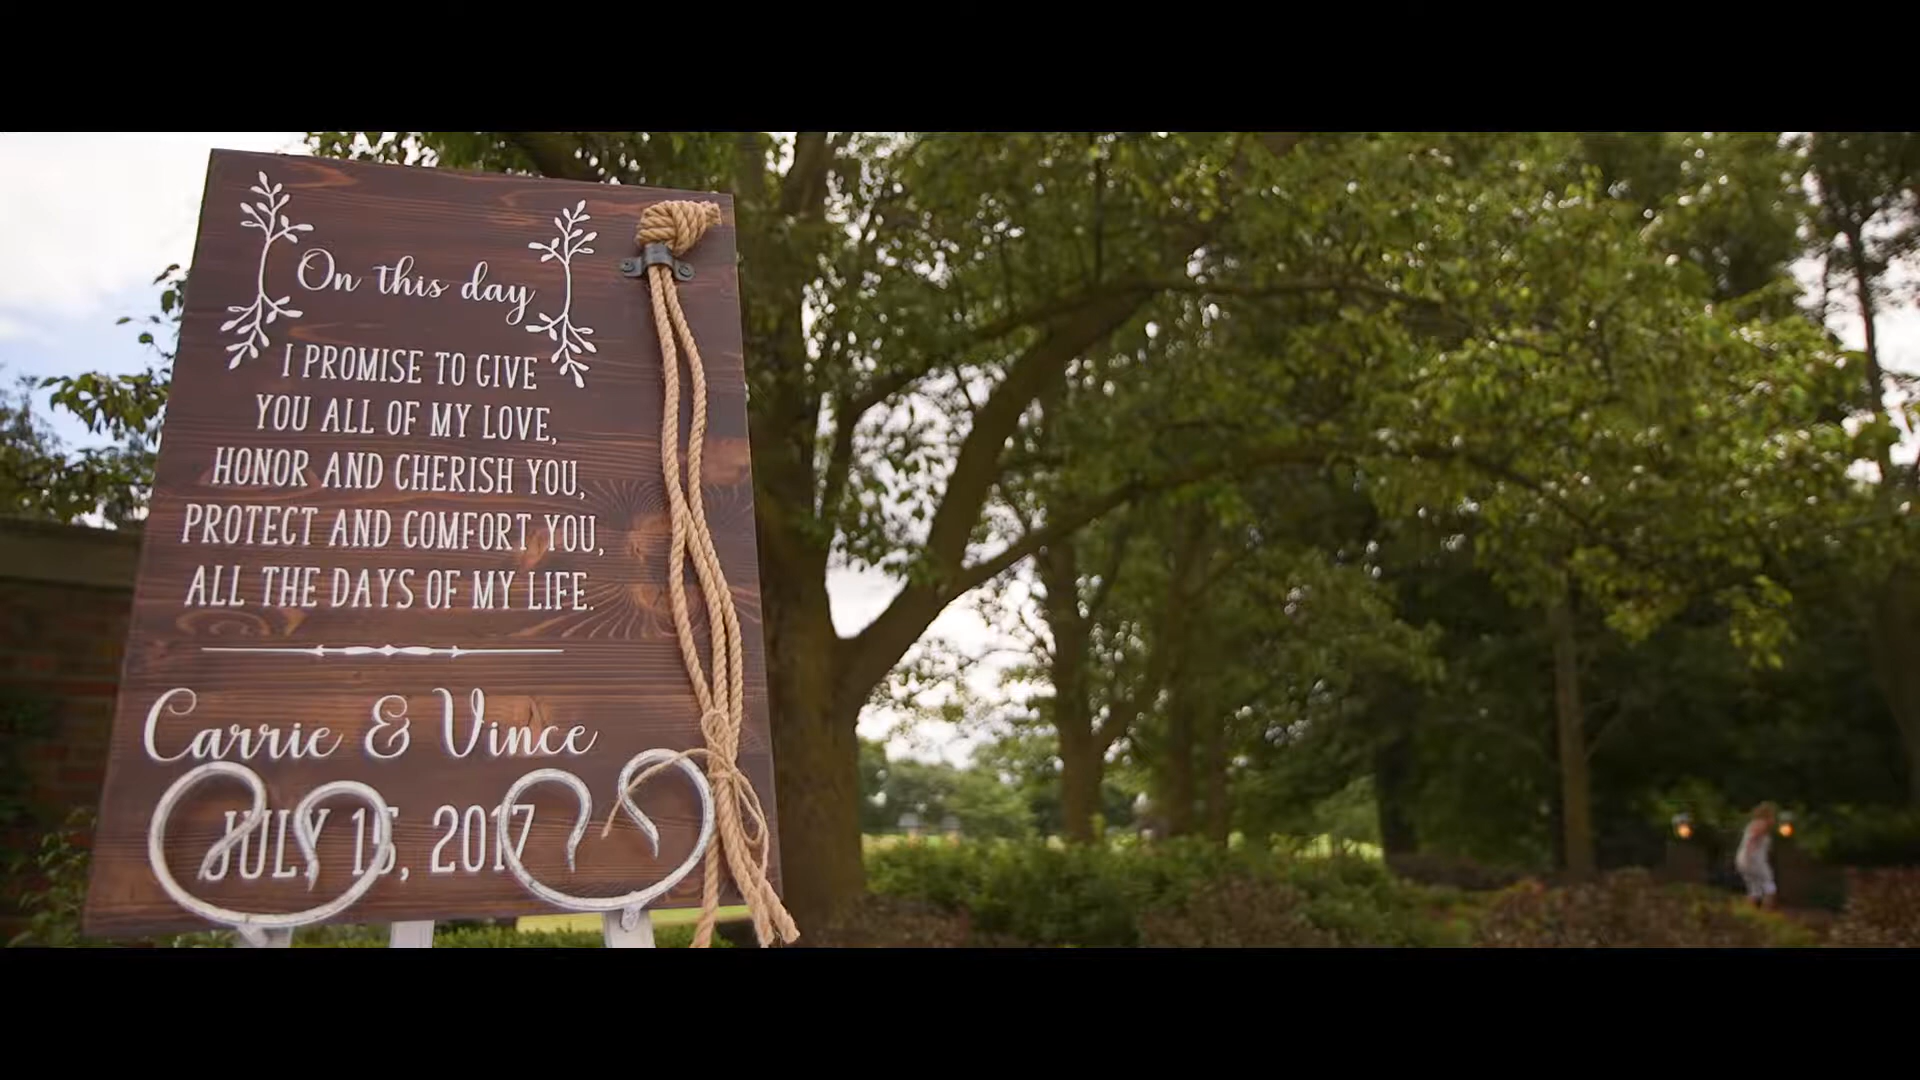 On this day
I PROMISE TO GIVE
YOU ALL OF MY LOVE,
HONOR AND CHERISH YOU,
PROTECT AND COMFORT YOU,
ALL THE DAYS OF MY LIFE.
Carrie & Vince
JULY 15, 2017